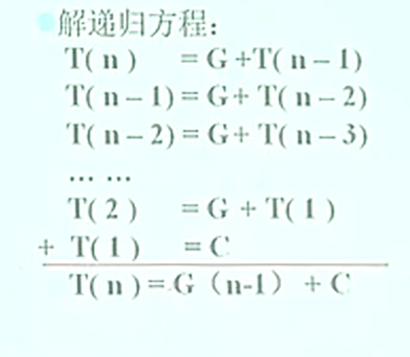 解递归方程:
T( n ) = G +T( n – 1)
T( n – 1) = G+ T( n – 2)
T( n – 2) = G+ T( n – 3)
... ...
T( 2 ) = G + T( 1 )
+ T( 1 ) = C
T( n ) = G (n-1) + C